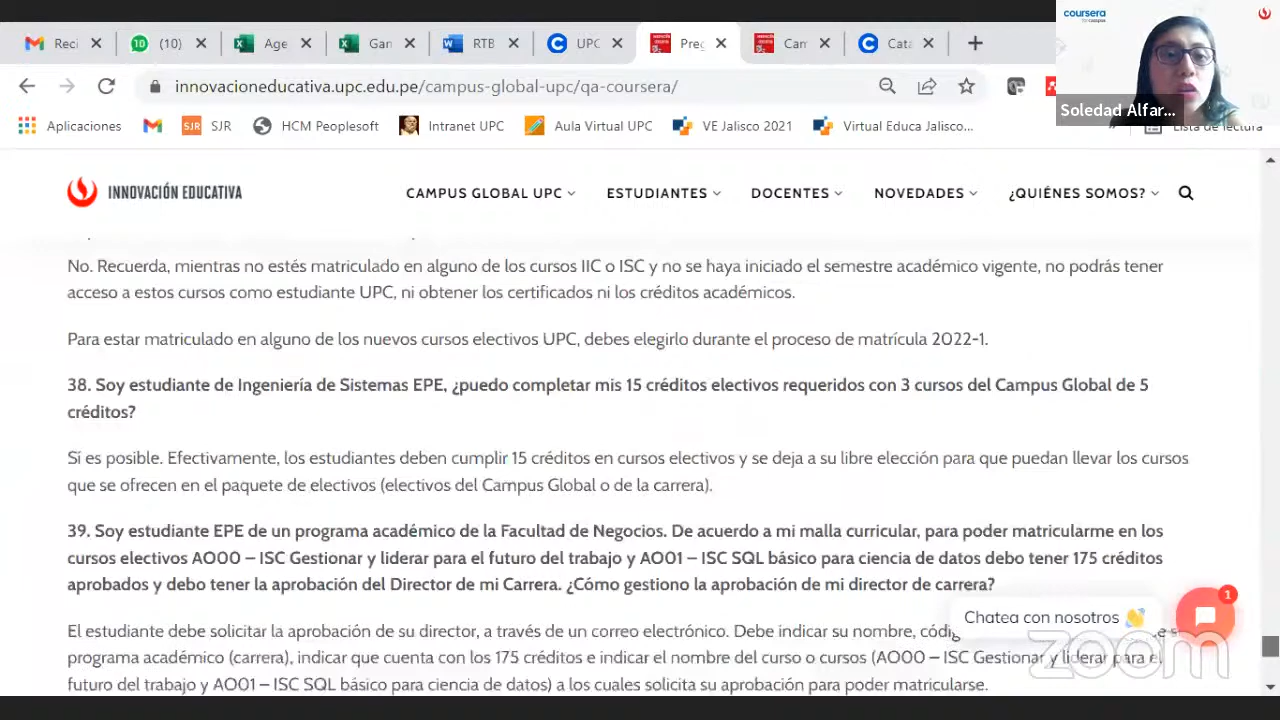 coursera
for campus
Reci
(10)
Age
Gan
RTE
UPC
Preg
Cam
Cata
innovacioneducativa.upc.edu.pe/campus-global-upc/qa-coursera/
Soledad Alfar...
Aplicaciones
SJR SJR
HCM Peoplesoft
Intranet UPC
Aula Virtual UPC
VE Jalisco 2021
Virtual Educa Jalisco...
Lista de lectura
INNOVACIÓN EDUCATIVA
CAMPUS GLOBAL UPC
ESTUDIANTES
DOCENTES
NOVEDADES
¿QUIÉNES SOMOS?
No. Recuerda, mientras no estés matriculado en alguno de los cursos IIC o ISC y no se haya iniciado el semestre académico vigente, no podrás tener
acceso a estos cursos como estudiante UPC, ni obtener los certificados ni los créditos académicos.
Para estar matriculado en alguno de los nuevos cursos electivos UPC, debes elegirlo durante el proceso de matrícula 2022-1.
38. Soy estudiante de Ingeniería de Sistemas EPE, ¿puedo completar mis 15 créditos electivos requeridos con 3 cursos del Campus Global de 5
créditos?
Sí es posible. Efectivamente, los estudiantes deben cumplir 15 créditos en cursos electivos y se deja a su libre elección para que puedan llevar los cursos
que se ofrecen en el paquete de electivos (electivos del Campus Global o de la carrera).
39. Soy estudiante EPE de un programa académico de la Facultad de Negocios. De acuerdo a mi malla curricular, para poder matricularme en los
cursos electivos AO00 – ISC Gestionar y liderar para el futuro del trabajo y AO01 – ISC SQL básico para ciencia de datos debo tener 175 créditos
aprobados y debo tener la aprobación del Director de mi Carrera. ¿Cómo gestiono la aprobación de mi director de carrera?
Chatea con nosotros
1
El estudiante debe solicitar la aprobación de su director, a través de un correo electrónico. Debe indicar su nombre,
programa académico (carrera), indicar que cuenta con los 175 créditos e indicar el nombre del curso o cursos (AO00 – ISC Gestionar y liderar para el
futuro del trabajo y AO01 – ISC SQL básico para ciencia de datos) a los cuales solicita su aprobación para poder matricularse.
zoom